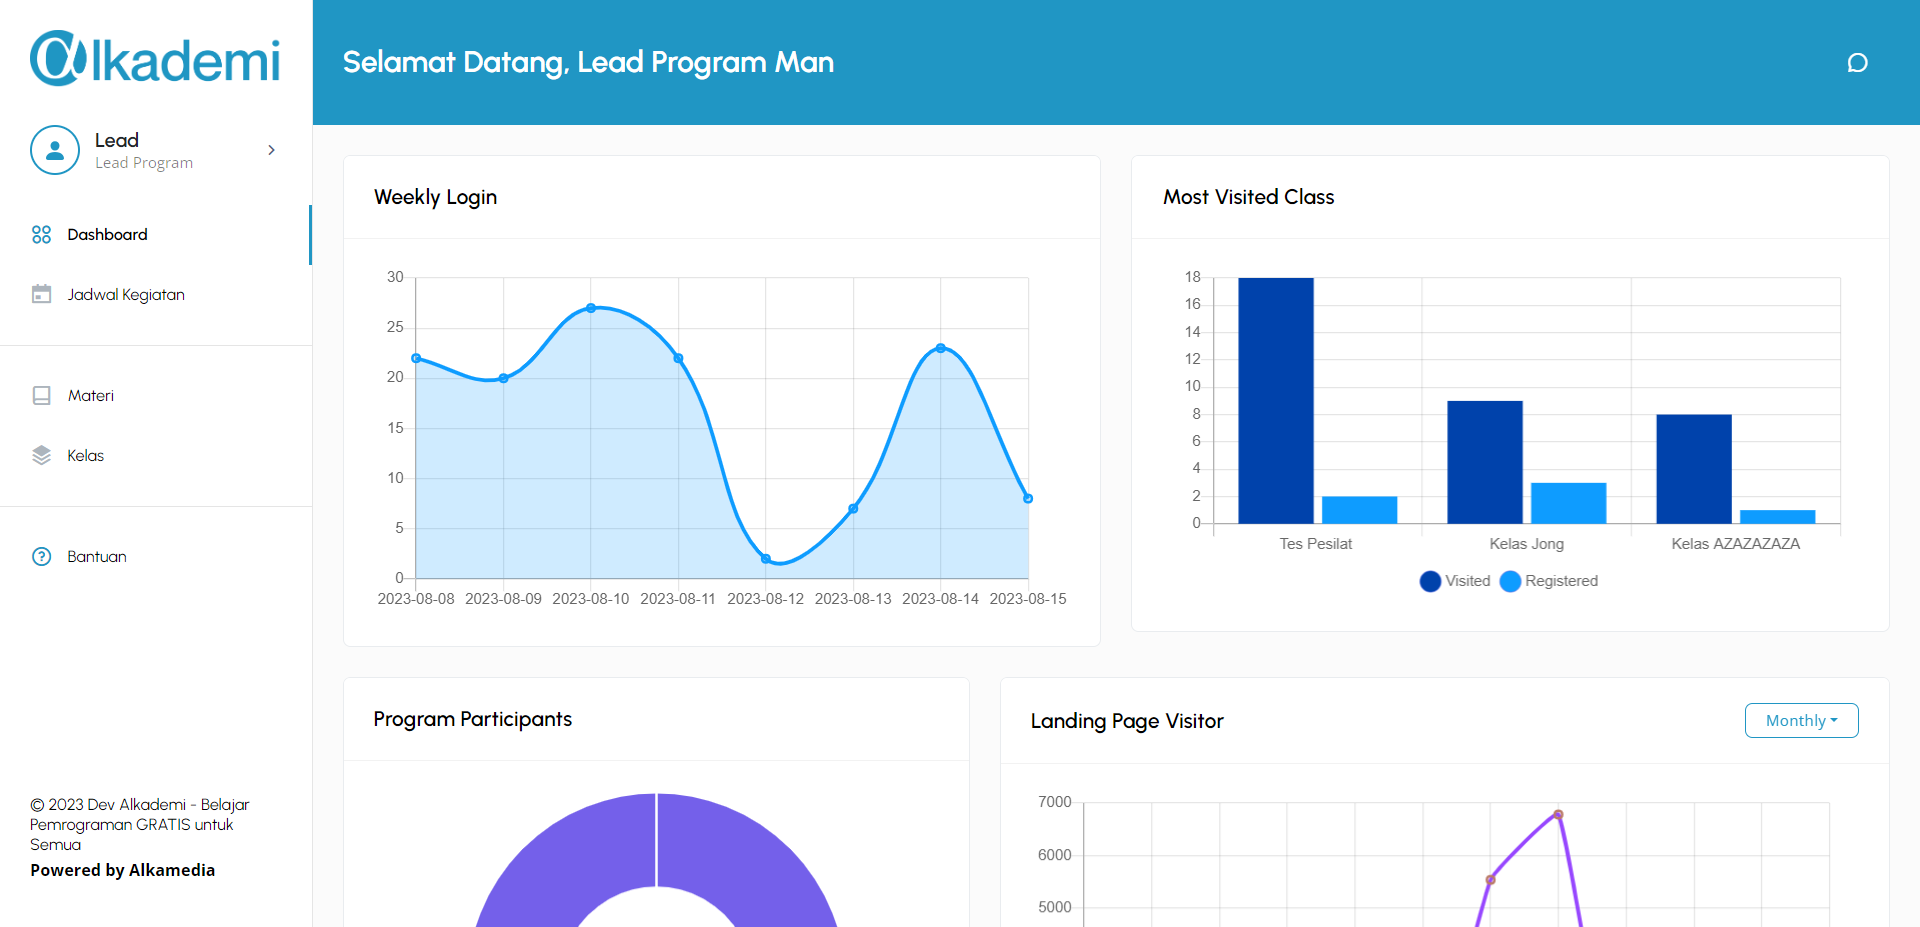 @lkademi
Lead
Lead Program
Dashboard
Jadwal Kegiatan
Materi
Kelas
Bantuan
© 2023 Dev Alkademi - Belajar
Pemrograman GRATIS untuk
Semua
Powered by Alkamedia
Selamat Datang, Lead Program Man
Weekly Login
30
25
20
15
10
5
0
2023-08-08 2023-08-09 2023-08-10 2023-08-11 2023-08-12 2023-08-13 2023-08-14 2023-08-15
Most Visited Class
18
16
14
12
10
8
6
4
2
0
Tes Pesilat Kelas Jong Kelas AZAZAZAZA
Visited Registered
Program Participants
Landing Page Visitor
Monthly
7000
6000
5000